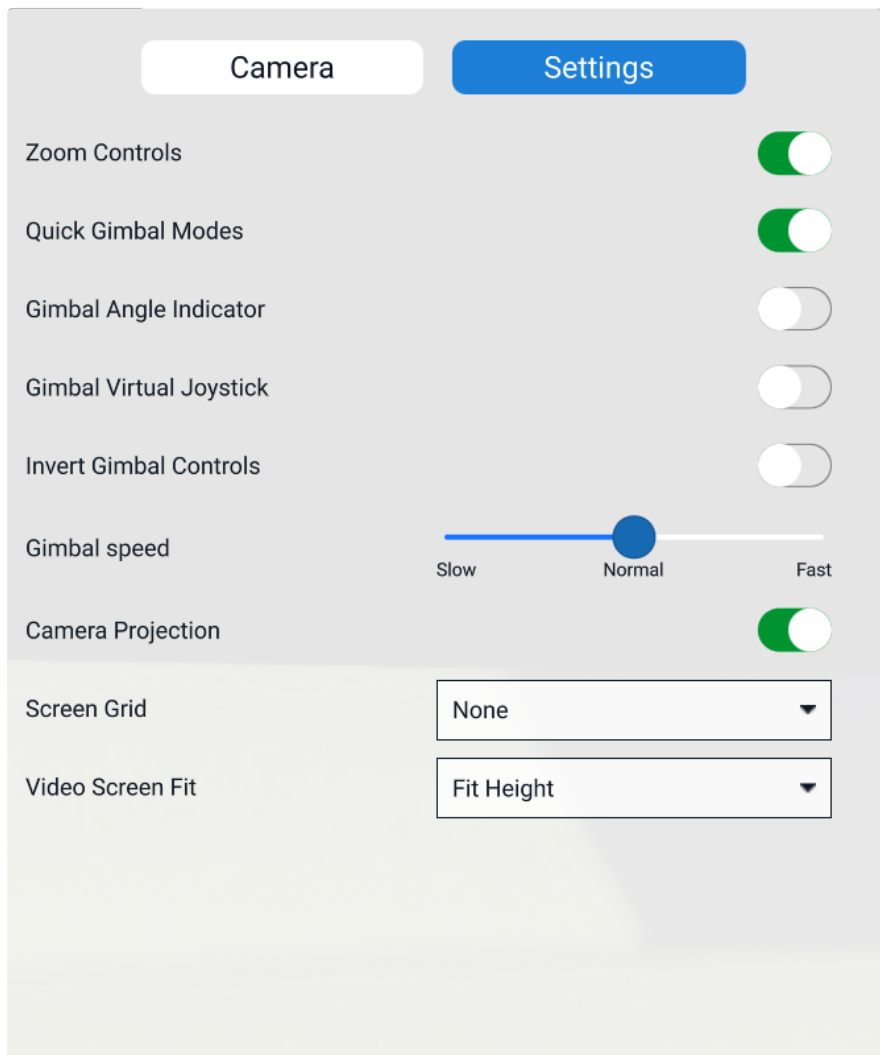 Camera Settings
Zoom Controls
Quick Gimbal Modes
Gimbal Angle Indicator
Gimbal Virtual Joystick
Invert Gimbal Controls
Gimbal speed
Slow Normal Fast
Camera Projection
Screen Grid None
Video Screen Fit Fit Height